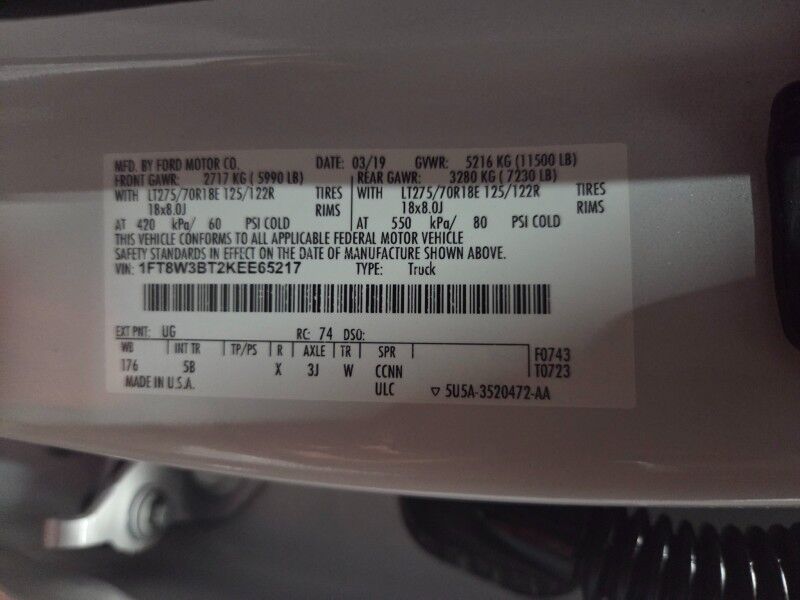 MFD. BY FORD MOTOR CO. DATE: 03/19 GVWR: 5216 KG (11500 LB)
FRONT GAWR: 2717 KG (5990 LB) REAR GAWR: 3280 KG (7230 LB)
WITH LT275/70R18E 125/122R TIRES WITH LT275/70R18E 125/122R TIRES
18x8.0J RIMS 18x8.0J RIMS
AT 420 kPa/ 60 PSI COLD AT 550 kPa/ 80 PSI COLD
THIS VEHICLE CONFORMS TO ALL APPLICABLE FEDERAL MOTOR VEHICLE
SAFETY STANDARDS IN EFFECT ON THE DATE OF MANUFACTURE SHOWN ABOVE.
VIN: 1FT8W3BT2KEE65217 TYPE: Truck
EXT PNT: UG RC: 74 DSO:
WB INT TR TP/PS R AXLE TR SPR F0743
176 5B X 3J W CCNN T0723
MADE IN U.S.A. ULC ▽ 5U5A-3520472-AA